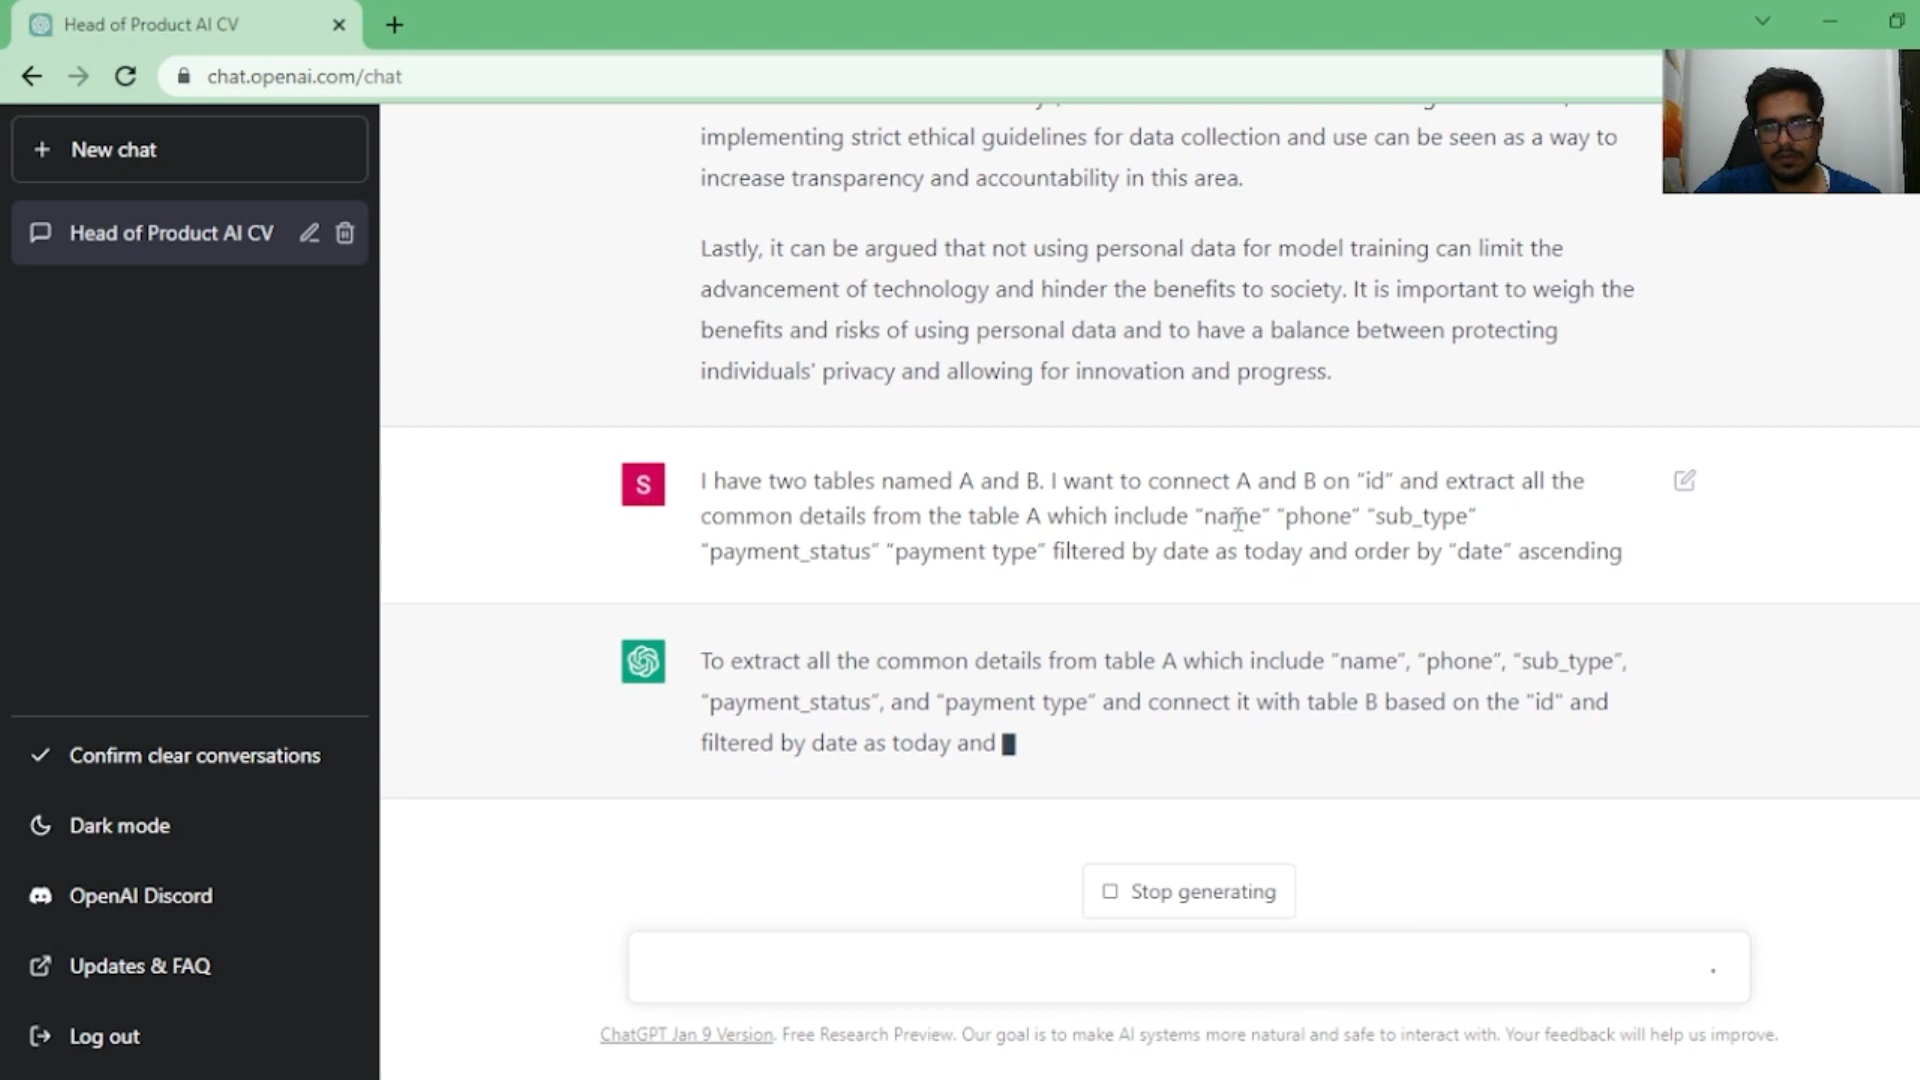 Head of Product AI CV
chat.openai.com/chat
New chat
Head of Product AI CV
implementing strict ethical guidelines for data collection and use can be seen as a way to
increase transparency and accountability in this area.
Lastly, it can be argued that not using personal data for model training can limit the
advancement of technology and hinder the benefits to society. It is important to weigh the
benefits and risks of using personal data and to have a balance between protecting
individuals' privacy and allowing for innovation and progress.
S
I have two tables named A and B. I want to connect A and B on “id” and extract all the
common details from the table A which include “name” “phone” “sub_type”
“payment_status” “payment type” filtered by date as today and order by “date” ascending
To extract all the common details from table A which include “name”, “phone”, “sub_type”,
“payment_status”, and “payment type” and connect it with table B based on the "id" and
filtered by date as today and
Stop generating
Confirm clear conversations
Dark mode
OpenAI Discord
Updates & FAQ
Log out
ChatGPT Jan 9 Version. Free Research Preview. Our goal is to make AI systems more natural and safe to interact with. Your feedback will help us improve.